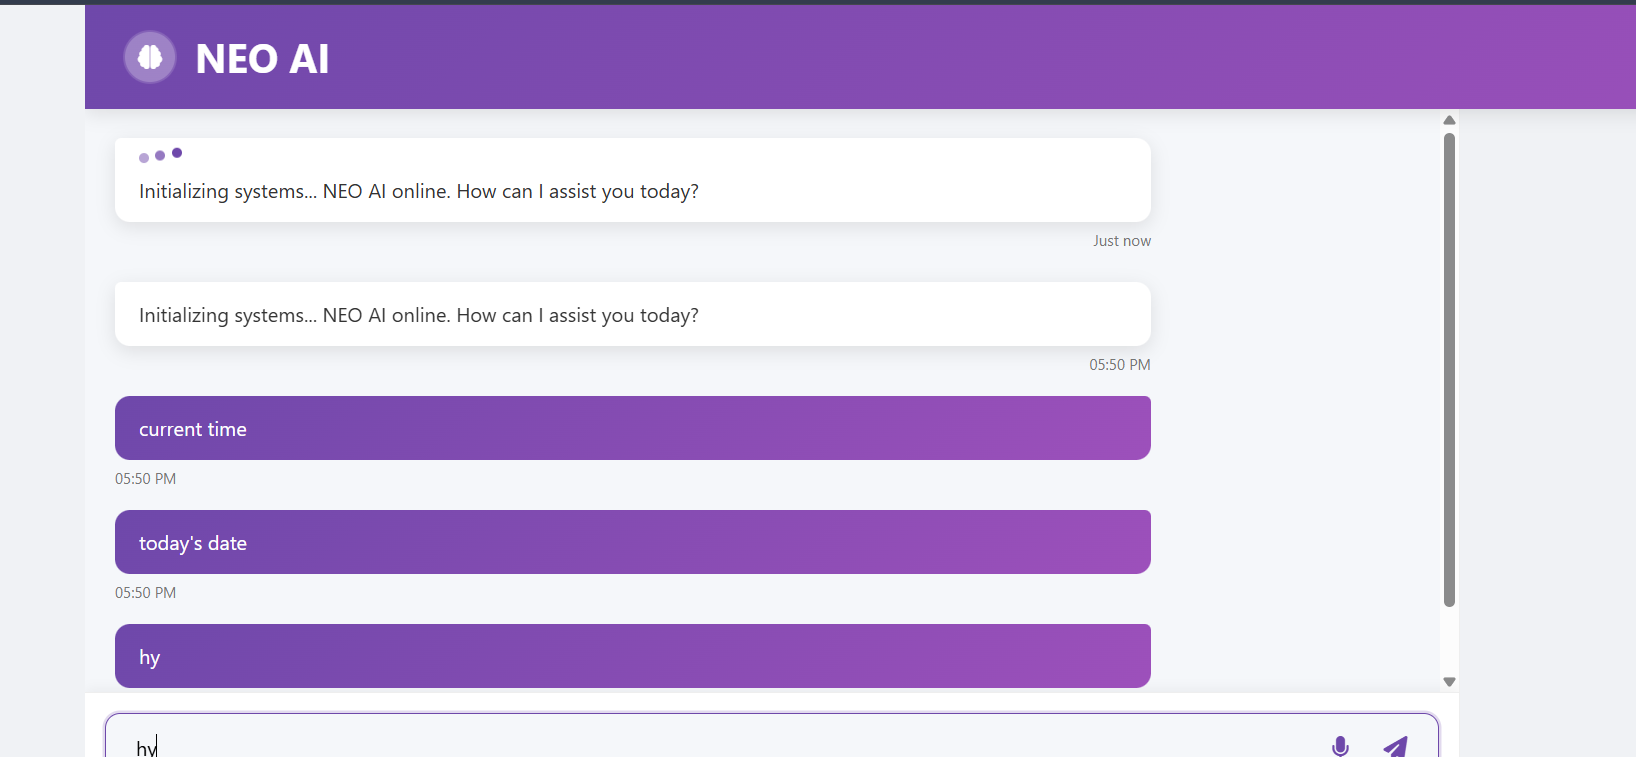 NEO AI
Initializing systems... NEO AI online. How can I assist you today?
Just now
Initializing systems... NEO AI online. How can I assist you today?
05:50 PM
current time
05:50 PM
today's date
05:50 PM
hy
hy